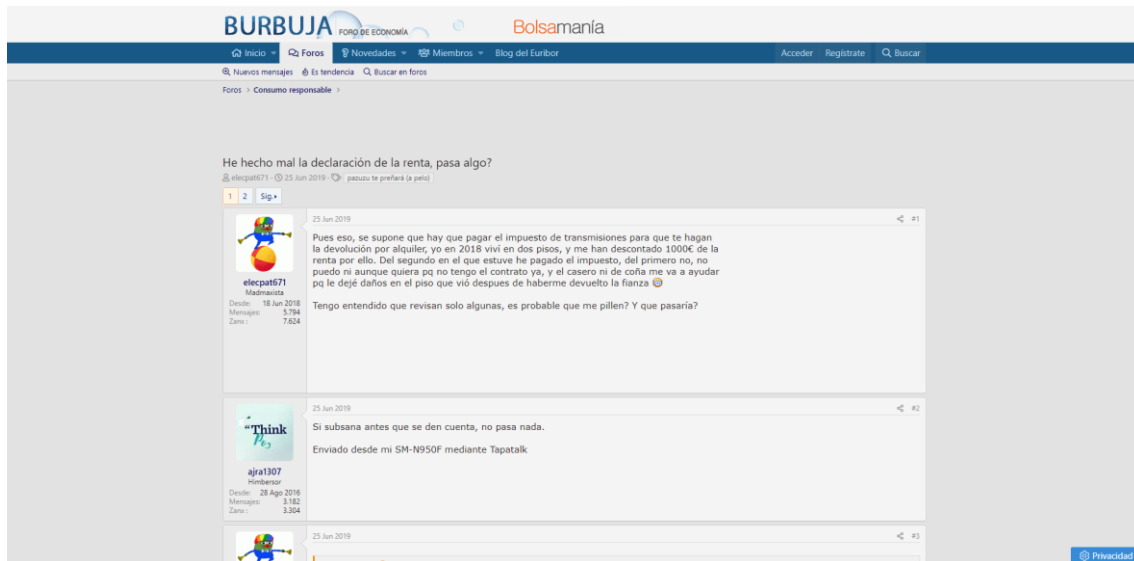 BURBUJA FORO DE ECONOMÍA
Bolsamanía
Inicio Foros Novedades Miembros Blog del Euribor Acceder Regístrate Buscar
Nuevos mensajes Es tendencia Buscar en foros
Foros > Consumo responsable >
He hecho mal la declaración de la renta, pasa algo?
elecpat671 · 25 Jun 2019 · pazuzu te preñará (a pelo)
1 2 Sig.
25 Jun 2019 #1
Pues eso, se supone que hay que pagar el impuesto de transmisiones para que te hagan
la devolución por alquiler, yo en 2018 viví en dos pisos, y me han descontado 1000€ de la
renta por ello. Del segundo en el que estuve he pagado el impuesto, del primero no, no
puedo ni aunque quiera pq no tengo el contrato ya, y el casero ni de coña me va a ayudar
pq le dejé daños en el piso que vió despues de haberme devuelto la fianza
Tengo entendido que revisan solo algunas, es probable que me pillen? Y que pasaría?
elecpat671
Madmaxista
Desde: 18 Jun 2018
Mensajes: 5.794
Zanx: 7.624
25 Jun 2019 #2
Si subsana antes que se den cuenta, no pasa nada.
Enviado desde mi SM-N950F mediante Tapatalk
"Think
ajra1307
Himbersor
Desde: 28 Ago 2016
Mensajes: 3.182
Zanx: 3.304
25 Jun 2019 #3
Privacidad